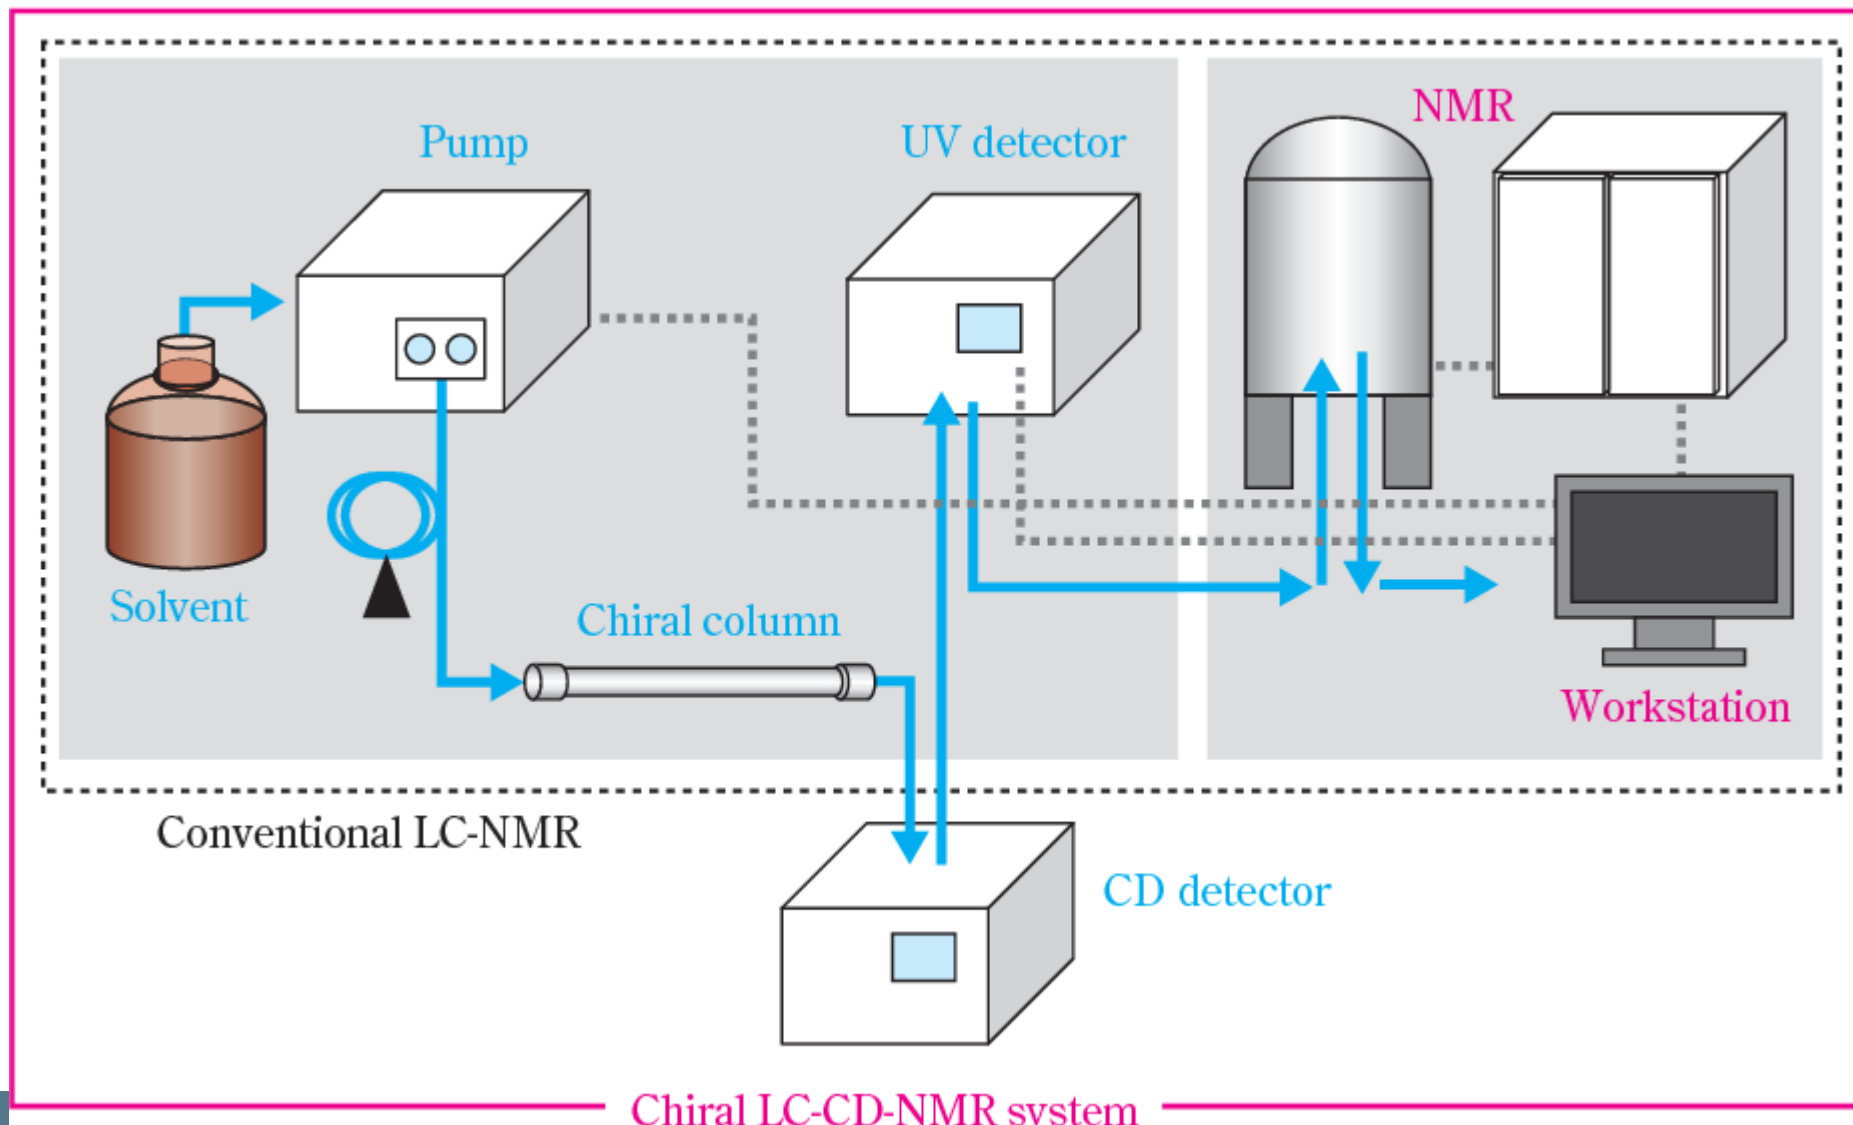 NMR
Pump
UV detector
Solvent
Chiral column
Workstation
Conventional LC-NMR
CD detector
Chiral LC-CD-NMR system